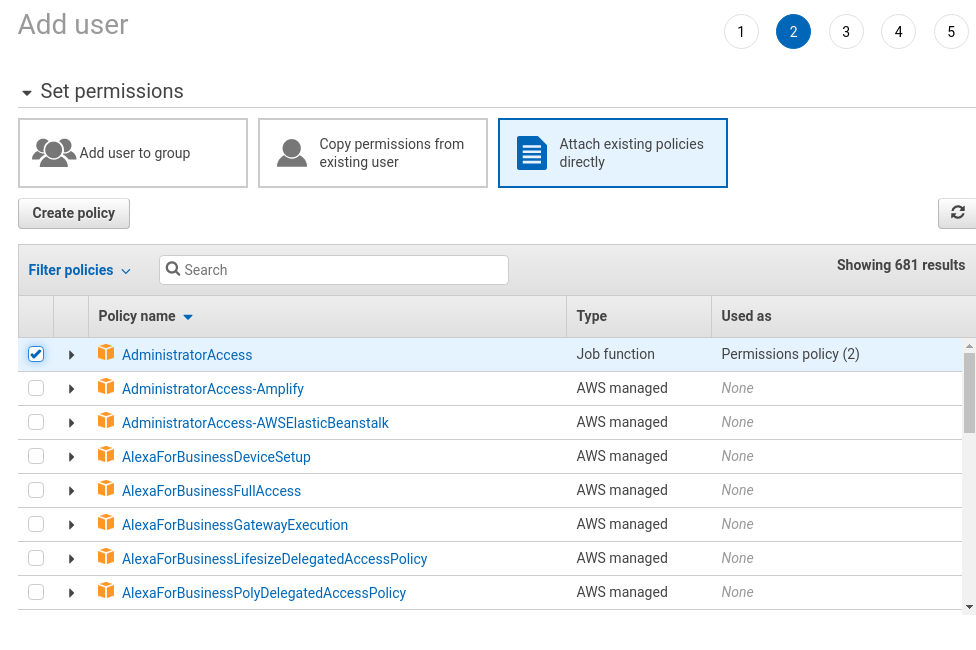 Add user
1 2 3 4 5
Set permissions
Add user to group
Copy permissions from
existing user
Attach existing policies
directly
Create policy
Filter policies
Search
Showing 681 results
Policy name Type Used as
AdministratorAccess Job function Permissions policy (2)
AdministratorAccess-Amplify AWS managed None
AdministratorAccess-AWSElasticBeanstalk AWS managed None
AlexaForBusinessDeviceSetup AWS managed None
AlexaForBusinessFullAccess AWS managed None
AlexaForBusinessGatewayExecution AWS managed None
AlexaForBusinessLifesizeDelegatedAccessPolicy AWS managed None
AlexaForBusinessPolyDelegatedAccessPolicy AWS managed None